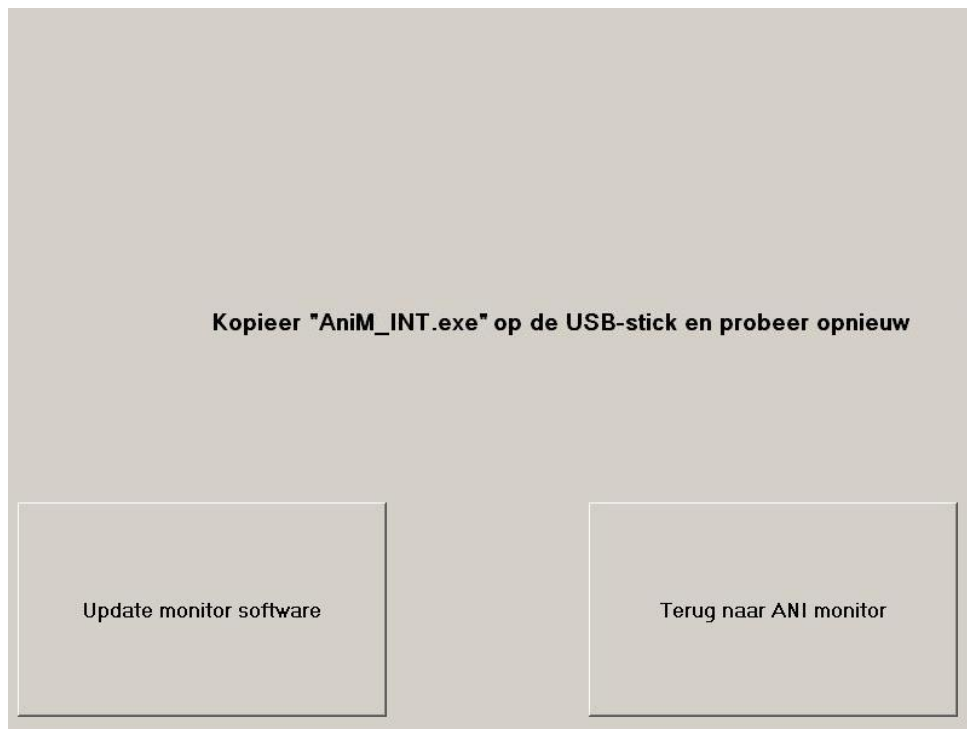 Kopieer "AniM_INT.exe" op de USB-stick en probeer opnieuw
Update monitor software
Terug naar ANI monitor